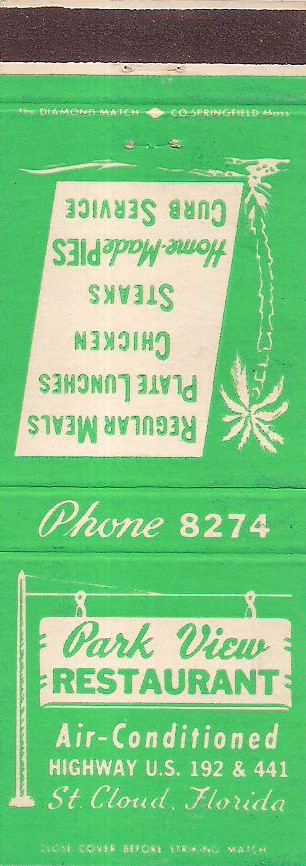 The DIAMOND MATCH CO. SPRINGFIELD Mass
REGULAR MEALS
PLATE LUNCHES
CHICKEN
STEAKS
Home-Made PIES
CURB SERVICE
Phone 8274
Park View
RESTAURANT
Air-Conditioned
HIGHWAY U.S. 192 & 441
St. Cloud, Florida
CLOSE COVER BEFORE STRIKING MATCH